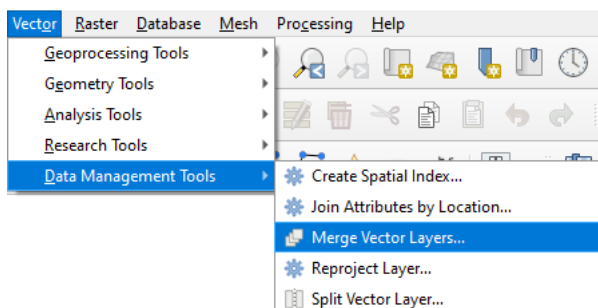 Vector Raster Database Mesh Processing Help
Geoprocessing Tools
Geometry Tools
Analysis Tools
Research Tools
Data Management Tools
Create Spatial Index...
Join Attributes by Location...
Merge Vector Layers...
Reproject Layer...
Split Vector Layer...